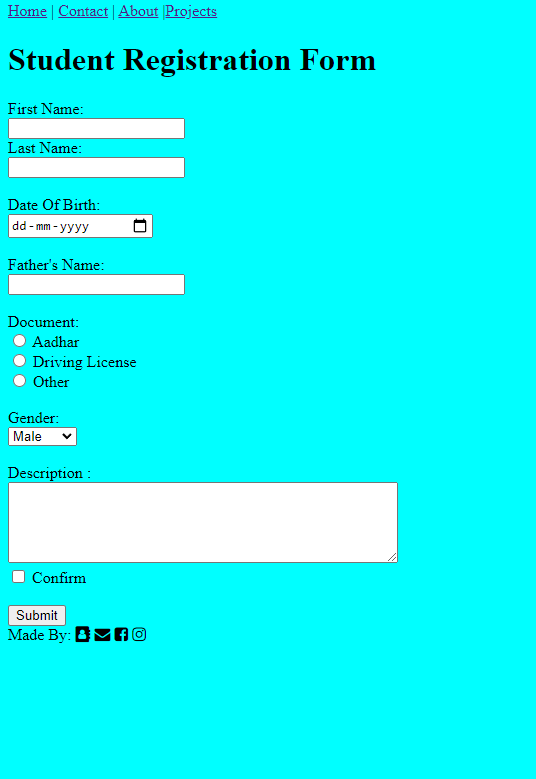 Home | Contact | About |Projects
Student Registration Form
First Name:
Last Name:
Date Of Birth:
dd-mm-yyyy
Father's Name:
Document:
Aadhar
Driving License
Other
Gender:
Male
Description :
Confirm
Submit
Made By: